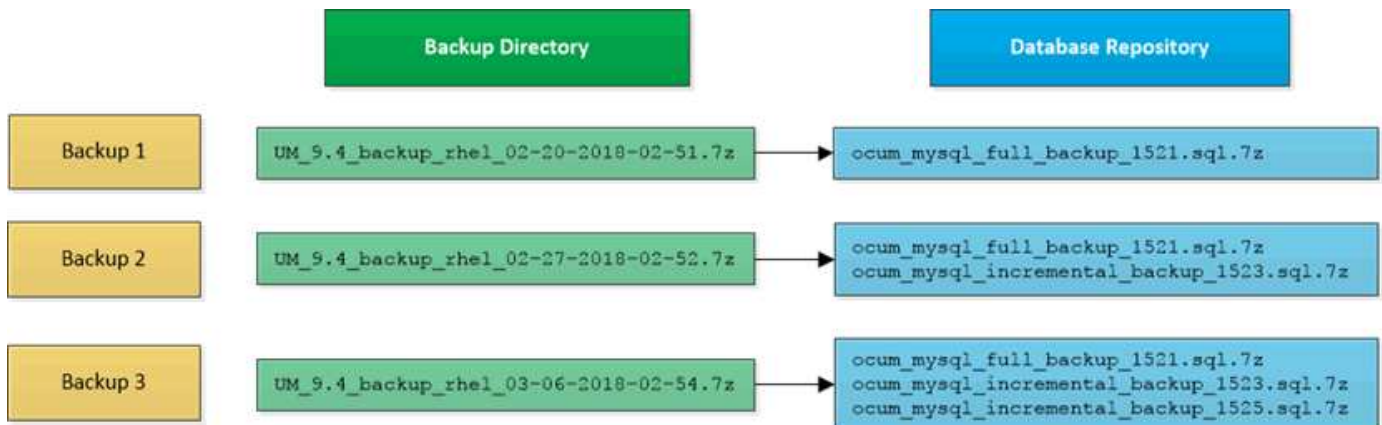 Backup Directory
Database Repository
Backup 1
UM_9.4_backup_rhel_02-20-2018-02-51.7z
ocum_mysql_full_backup_1521.sql.7z
Backup 2
UM_9.4_backup_rhel_02-27-2018-02-52.7z
ocum_mysql_full_backup_1521.sql.7z
ocum_mysql_incremental_backup_1523.sql.7z
Backup 3
UM_9.4_backup_rhel_03-06-2018-02-54.7z
ocum_mysql_full_backup_1521.sql.7z
ocum_mysql_incremental_backup_1523.sql.7z
ocum_mysql_incremental_backup_1525.sql.7z